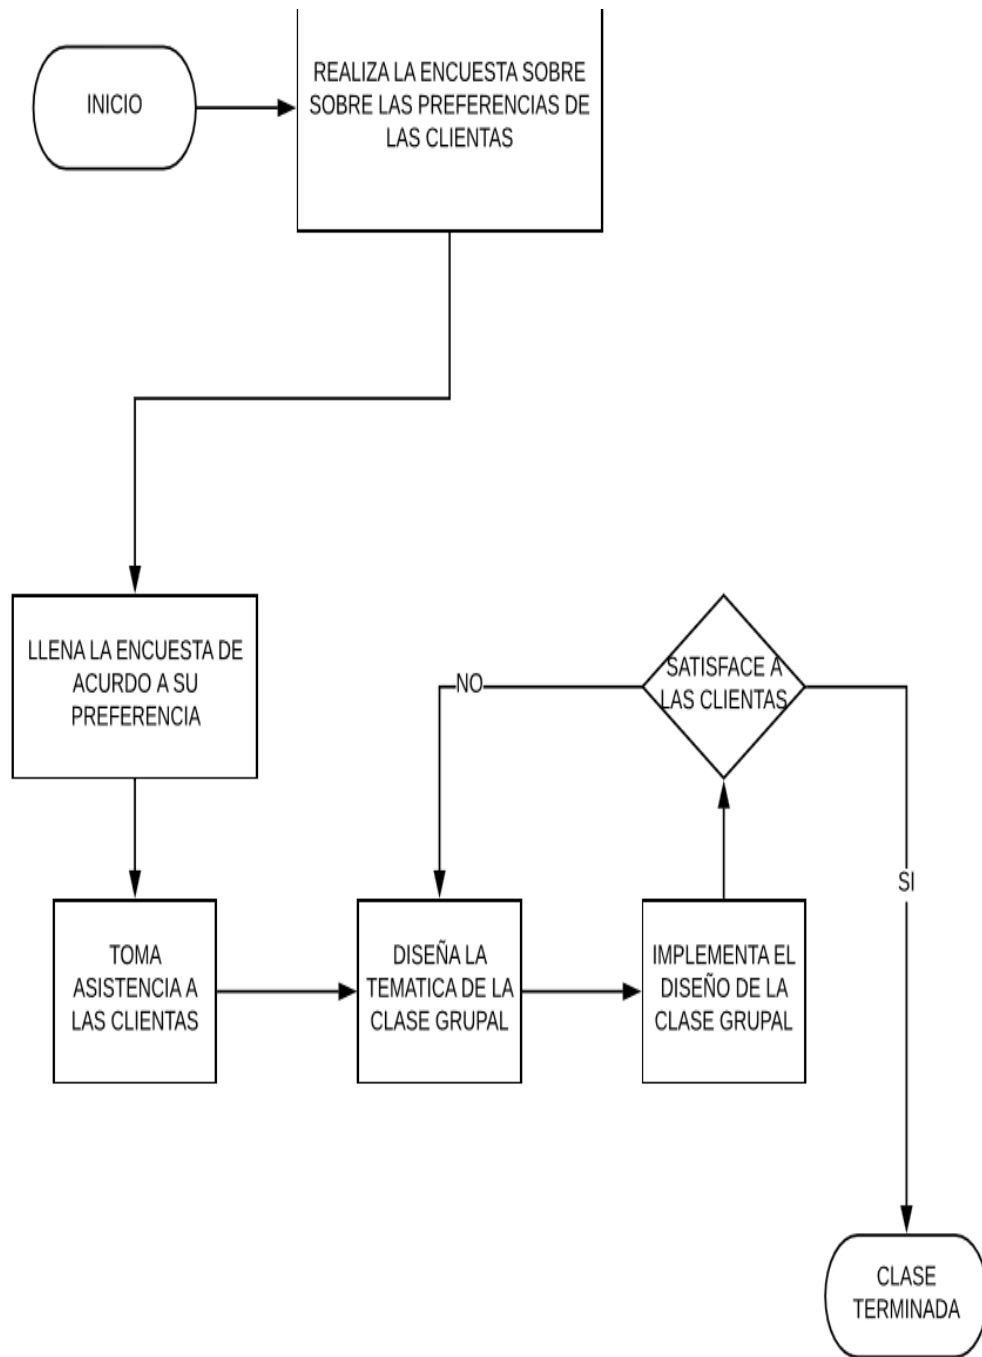 INICIO
REALIZA LA ENCUESTA SOBRE
SOBRE LAS PREFERENCIAS DE
LAS CLIENTAS
LLENA LA ENCUESTA DE
ACURDO A SU
PREFERENCIA
SATISFACE A
LAS CLIENTAS
NO
SI
TOMA
ASISTENCIA A
LAS CLIENTAS
DISEÑA LA
TEMATICA DE LA
CLASE GRUPAL
IMPLEMENTA EL
DISEÑO DE LA
CLASE GRUPAL
CLASE
TERMINADA